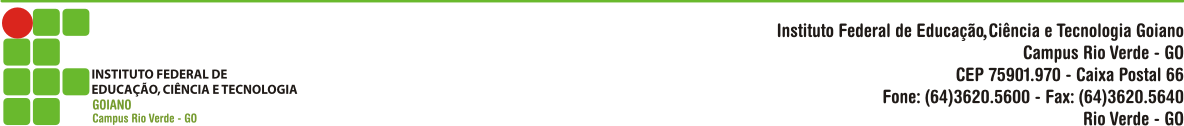 INSTITUTO FEDERAL DE
EDUCAÇÃO, CIÊNCIA E TECNOLOGIA
GOIANO
Campus Rio Verde - GO
Instituto Federal de Educação,Ciência e Tecnologia Goiano
Campus Rio Verde - GO
CEP 75901.970 - Caixa Postal 66
Fone: (64)3620.5600 - Fax: (64)3620.5640
Rio Verde - GO